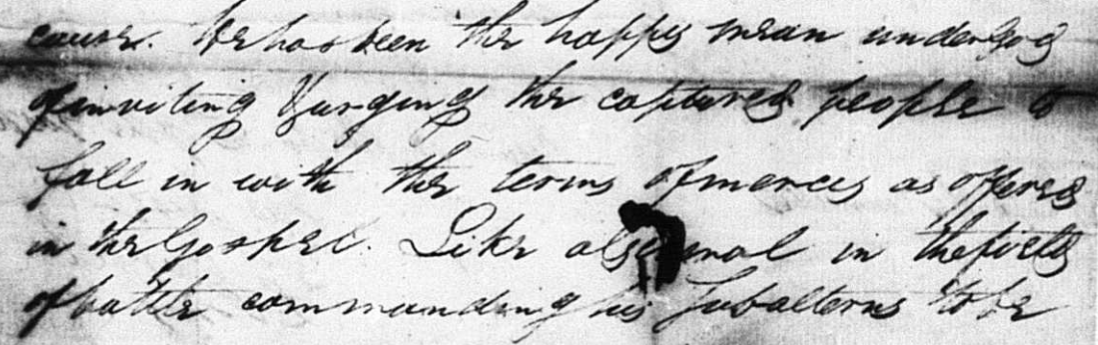 cause. He has been the happy mean under God
of inviting & urging the captured people to
fall in with the terms of mercy as offered
in the Gospel. Like a in the field
of battle commanding his subalterns to be